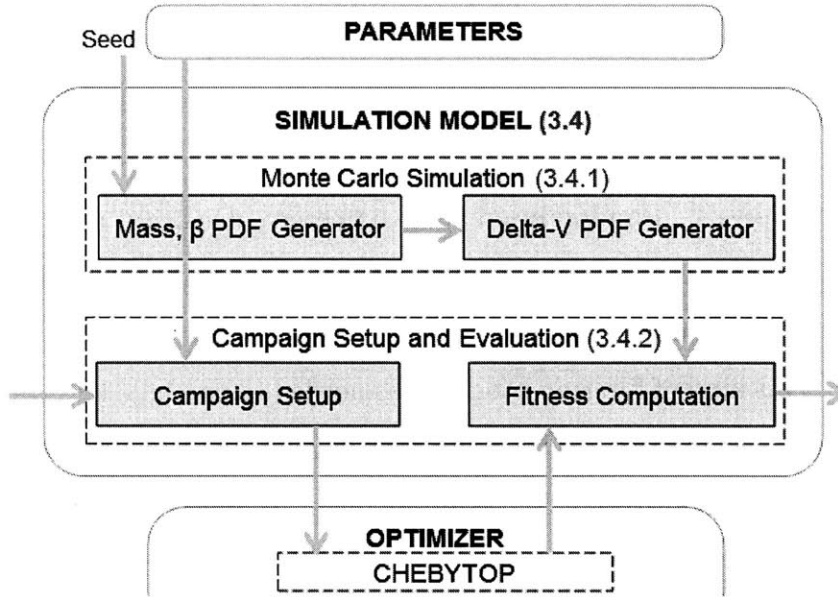 PARAMETERS
Seed
SIMULATION MODEL (3.4)
Monte Carlo Simulation (3.4.1)
Mass, β PDF Generator
Delta-V PDF Generator
Campaign Setup and Evaluation (3.4.2)
Campaign Setup
Fitness Computation
OPTIMIZER
CHEBYTOP